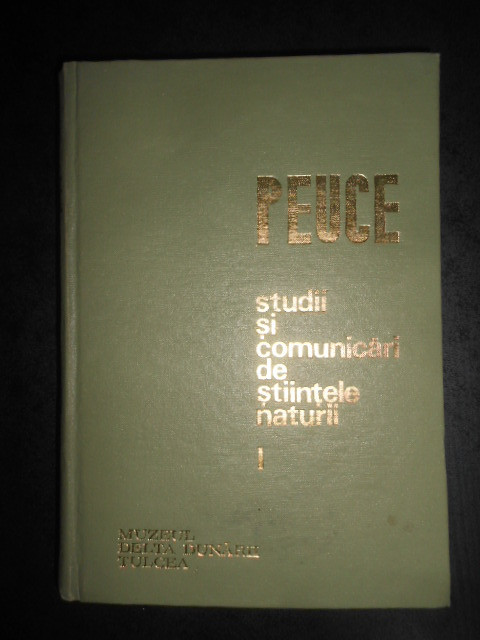 PEUCE
studii
și
comunicări
de
științele
naturii
I
MUZEUL
DELTA DUNĂRII
TULCEA